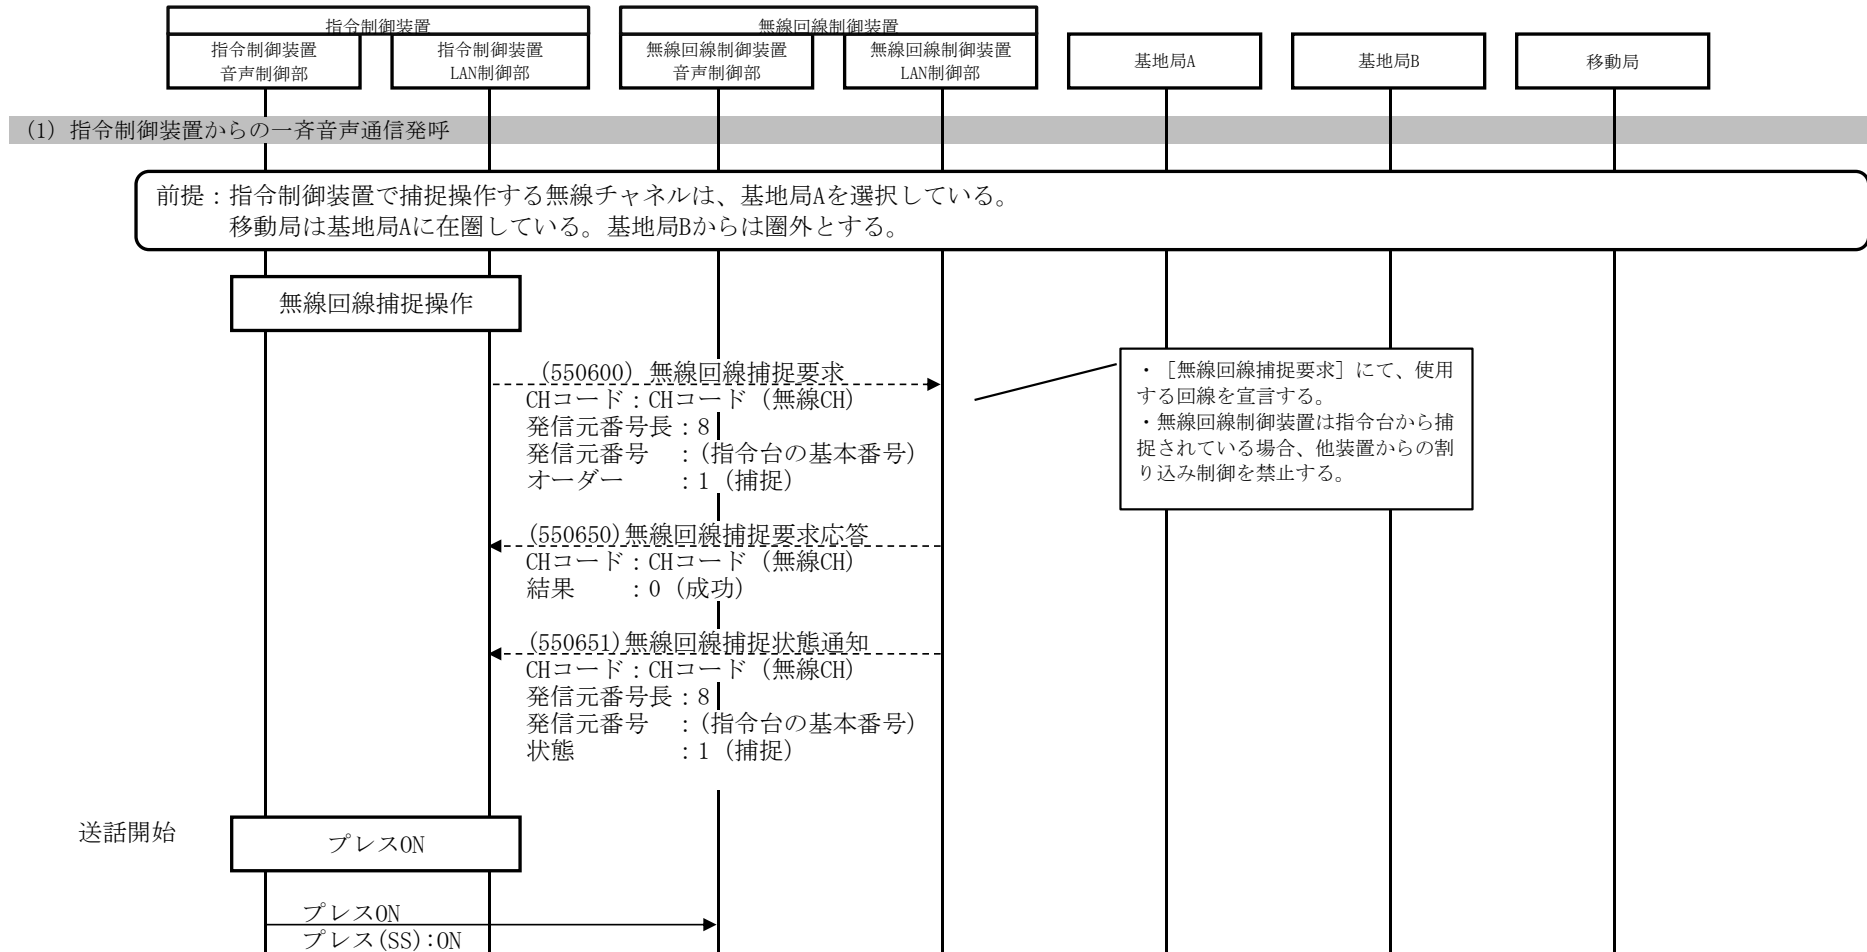 指令制御装置
無線回線制御装置
指令制御装置
音声制御部
指令制御装置
LAN制御部
無線回線制御装置
音声制御部
無線回線制御装置
LAN制御部
基地局A
基地局B
移動局
(1) 指令制御装置からの一斉音声通信発呼
前提：指令制御装置で捕捉操作する無線チャネルは、基地局Aを選択している。
移動局は基地局Aに在圏している。基地局Bからは圏外とする。
無線回線捕捉操作
(550600) 無線回線捕捉要求
CHコード：CHコード（無線CH）
発信元番号長：8
発信元番号　：（指令台の基本番号）
オーダー　　：1（捕捉）
・［無線回線捕捉要求］にて、使用
する回線を宣言する。
・無線回線制御装置は指令台から捕
捉されている場合、他装置からの割
り込み制御を禁止する。
(550650)無線回線捕捉要求応答
CHコード：CHコード（無線CH）
結果　　：0（成功）
(550651)無線回線捕捉状態通知
CHコード：CHコード（無線CH）
発信元番号長：8
発信元番号　：（指令台の基本番号）
状態　　　　：1（捕捉）
送話開始
プレスON
プレスON
プレス(SS)：ON